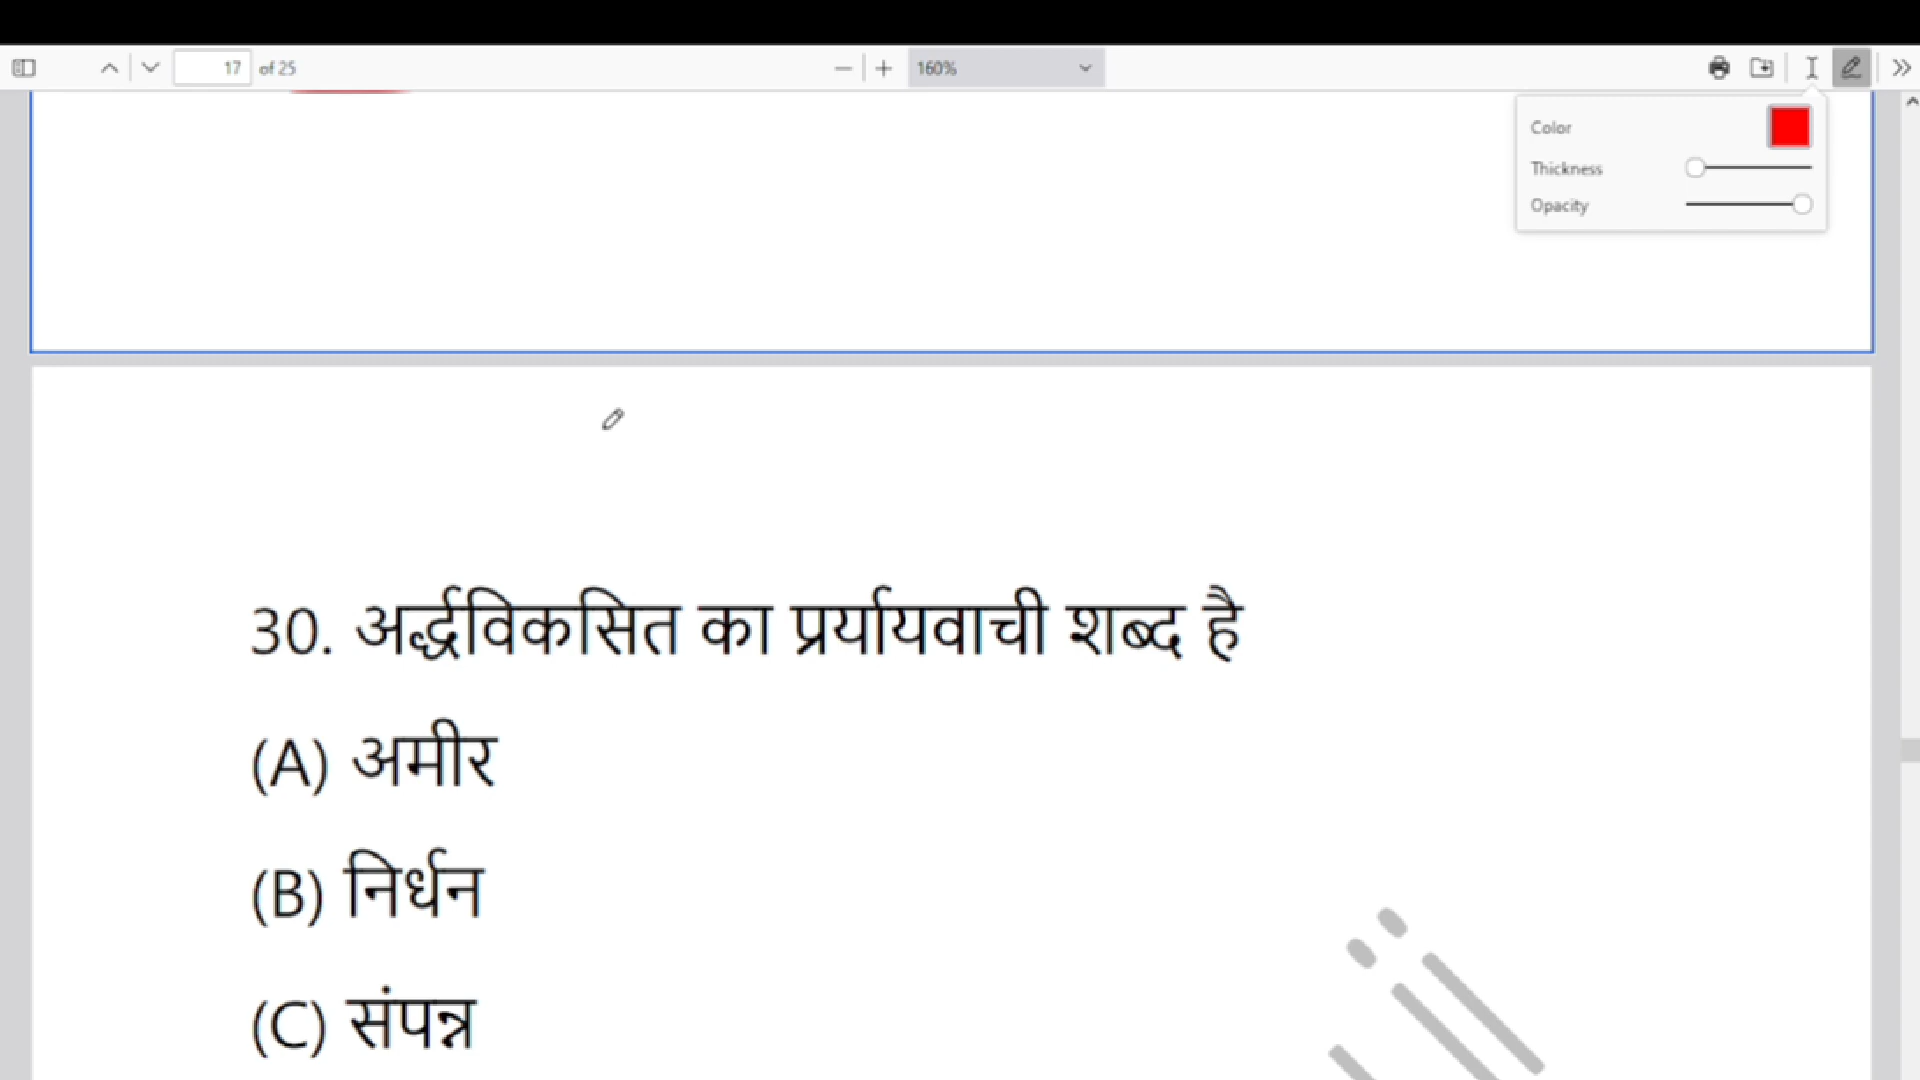 17 of 25
160%
Color
Thickness
Opacity
30. अर्द्धविकसित का प्रर्यायवाची शब्द है
(A) अमीर
(B) निर्धन
(C) संपन्न